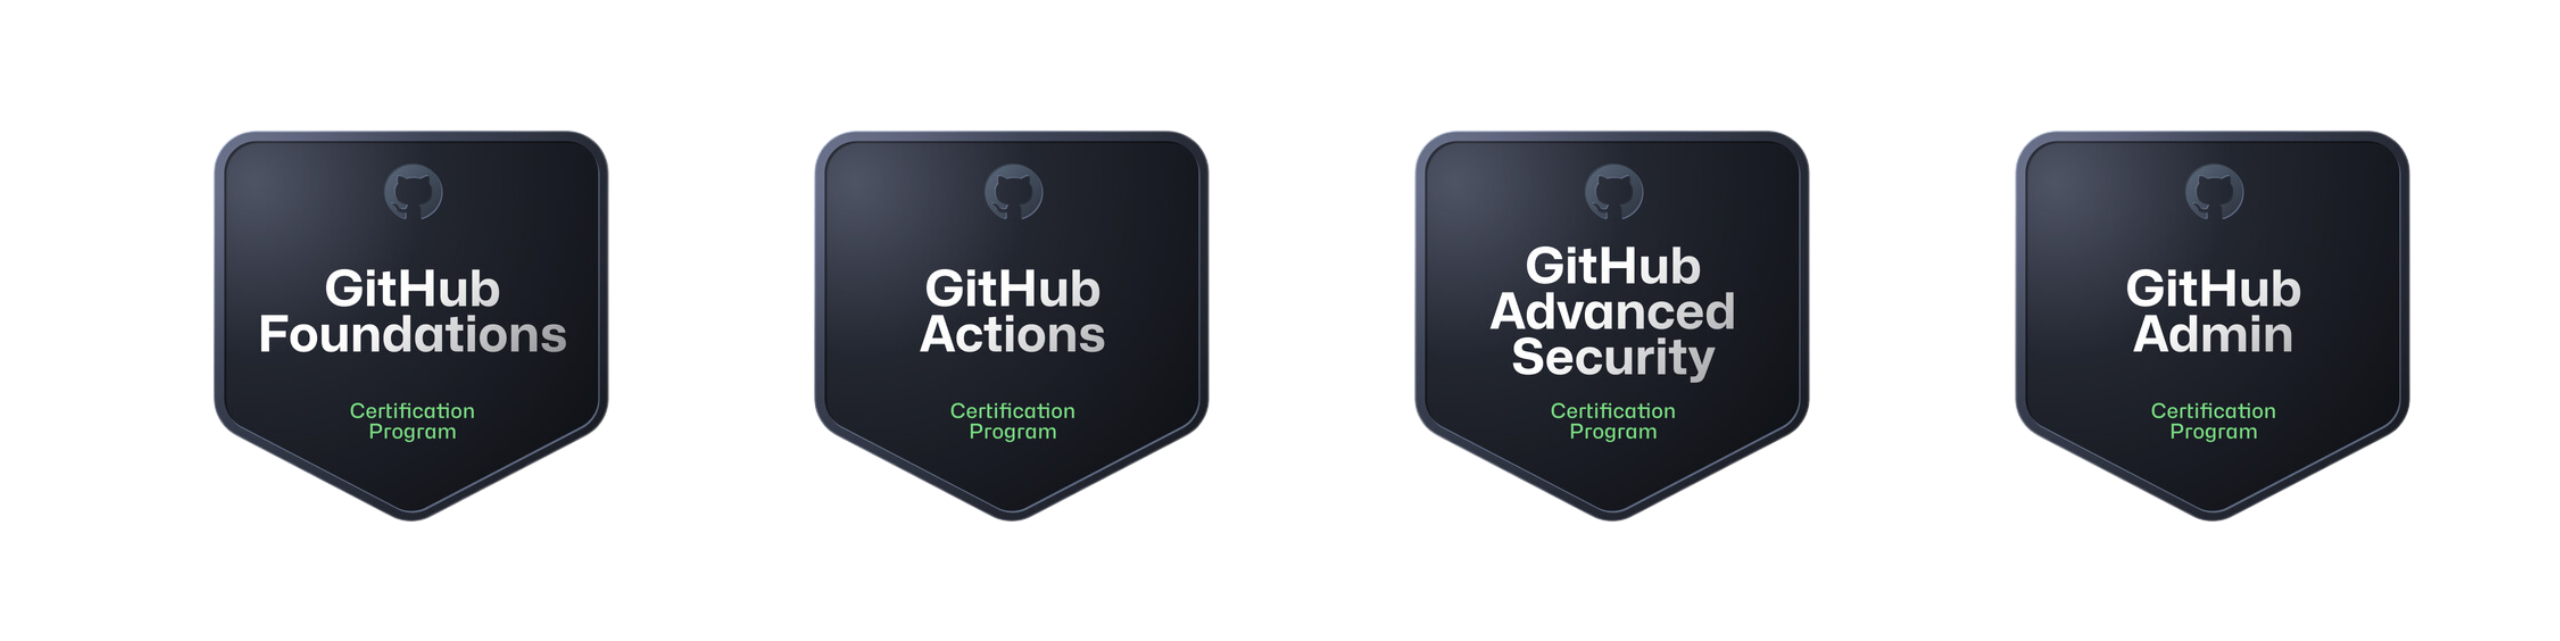 GitHub
Foundations
Certification
Program
GitHub
Actions
Certification
Program
GitHub
Advanced
Security
Certification
Program
GitHub
Admin
Certification
Program